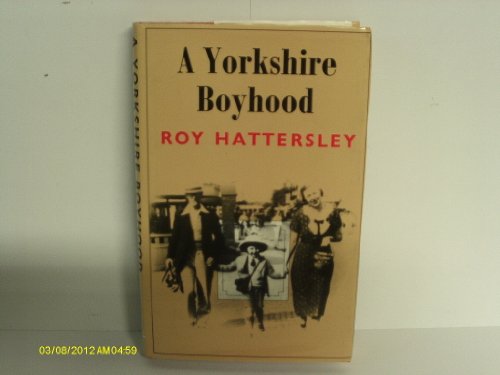 A Yorkshire
Boyhood
ROY HATTERSLEY
A YORKSHIRE BOYHOOD
03/08/2012 AM 04:59